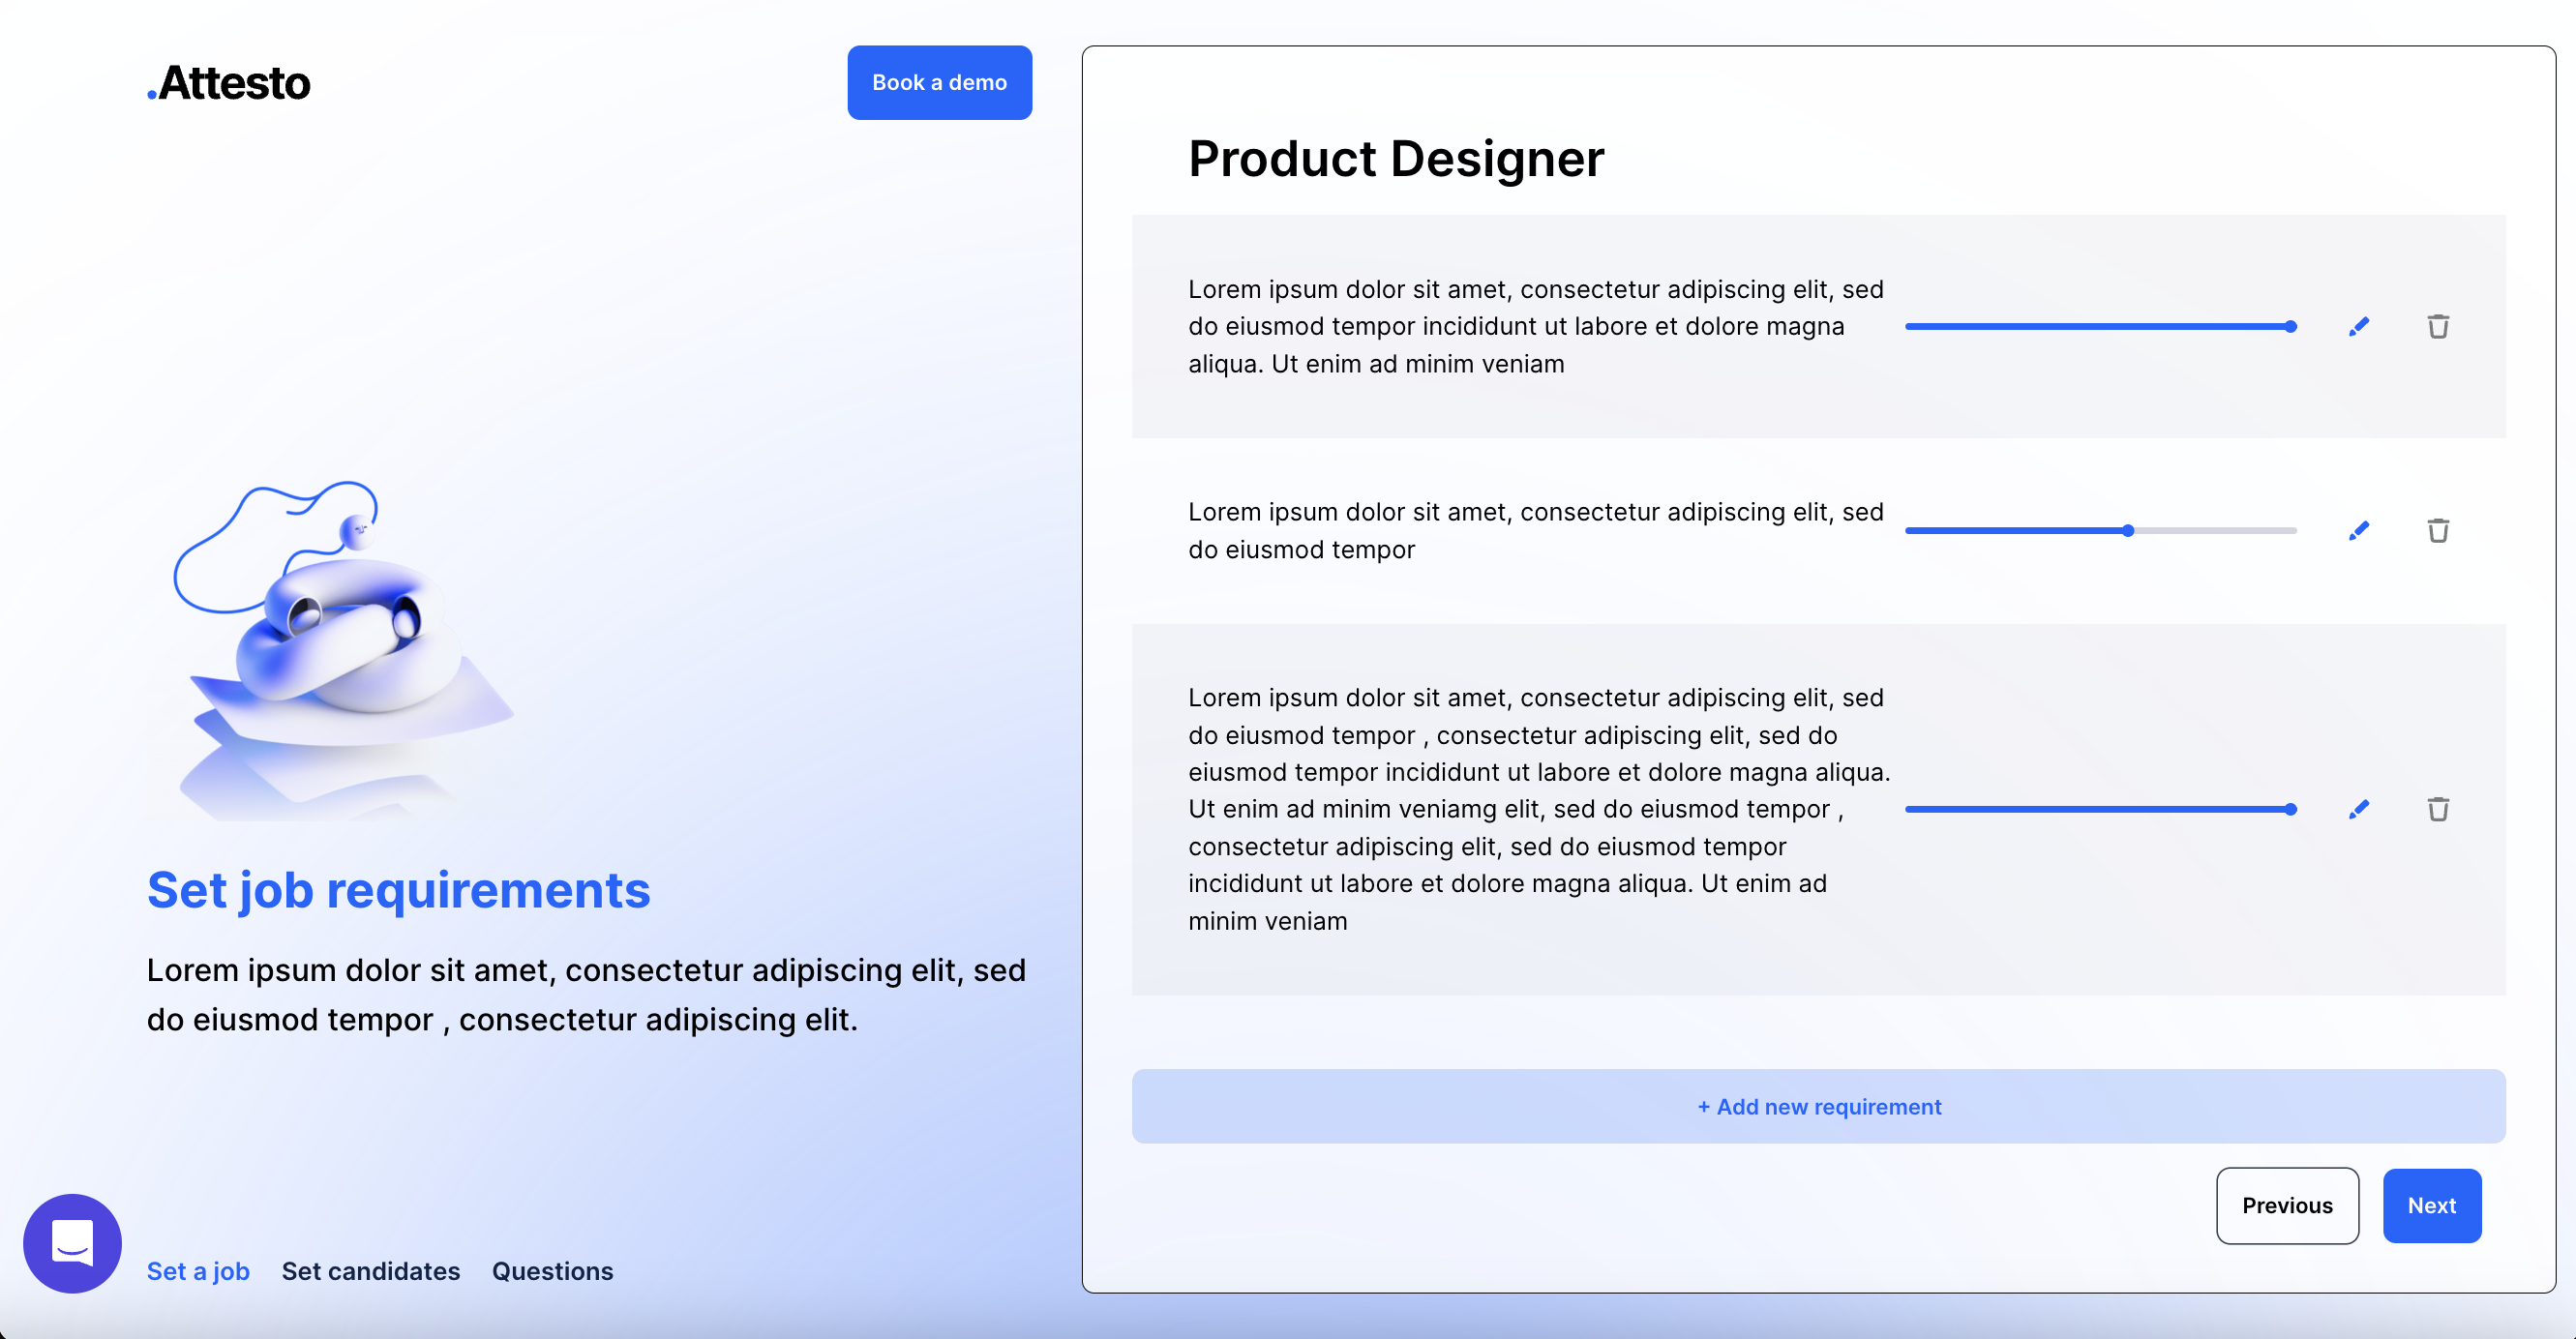 .Attesto
Book a demo
Set job requirements
Lorem ipsum dolor sit amet, consectetur adipiscing elit, sed
do eiusmod tempor , consectetur adipiscing elit.
Set a job
Set candidates
Questions
Product Designer
Lorem ipsum dolor sit amet, consectetur adipiscing elit, sed
do eiusmod tempor incididunt ut labore et dolore magna
aliqua. Ut enim ad minim veniam
Lorem ipsum dolor sit amet, consectetur adipiscing elit, sed
do eiusmod tempor
Lorem ipsum dolor sit amet, consectetur adipiscing elit, sed
do eiusmod tempor , consectetur adipiscing elit, sed do
eiusmod tempor incididunt ut labore et dolore magna aliqua.
Ut enim ad minim veniamg elit, sed do eiusmod tempor ,
consectetur adipiscing elit, sed do eiusmod tempor
incididunt ut labore et dolore magna aliqua. Ut enim ad
minim veniam
+ Add new requirement
Previous
Next